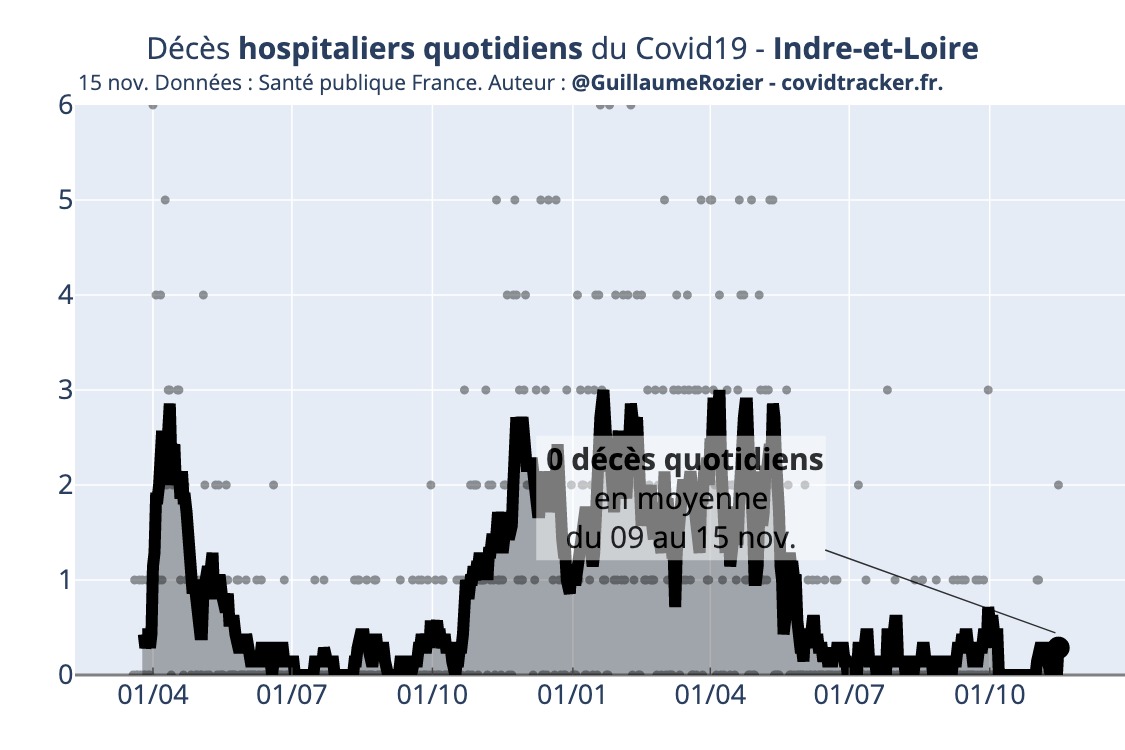 Décès hospitaliers quotidiens du Covid19 - Indre-et-Loire
15 nov. Données : Santé publique France. Auteur : @GuillaumeRozier - covidtracker.fr.
6
5
4
3
2
1
0
0 décès quotidiens
en moyenne
du 09 au 15 nov.
01/04 01/07 01/10 01/01 01/04 01/07 01/10